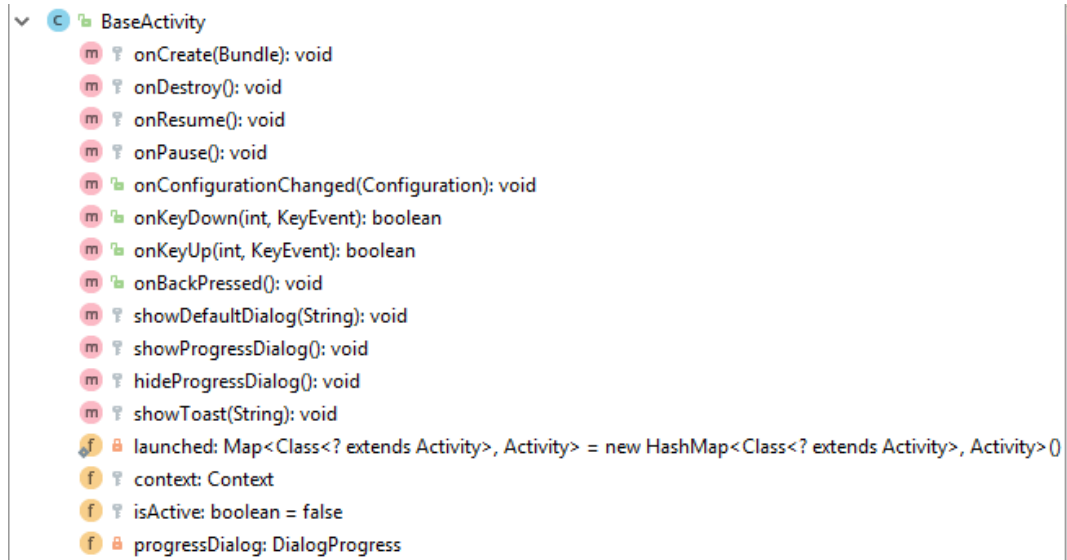 C BaseActivity
m onCreate(Bundle): void
m onDestroy(): void
m onResume(): void
m onPause(): void
m onConfigurationChanged(Configuration): void
m onKeyDown(int, KeyEvent): boolean
m onKeyUp(int, KeyEvent): boolean
m onBackPressed(): void
m showDefaultDialog(String): void
m showProgressDialog(): void
m hideProgressDialog(): void
m showToast(String): void
f launched: Map<Class<? extends Activity>, Activity> = new HashMap<Class<? extends Activity>, Activity>()
f context: Context
f isActive: boolean = false
f progressDialog: DialogProgress